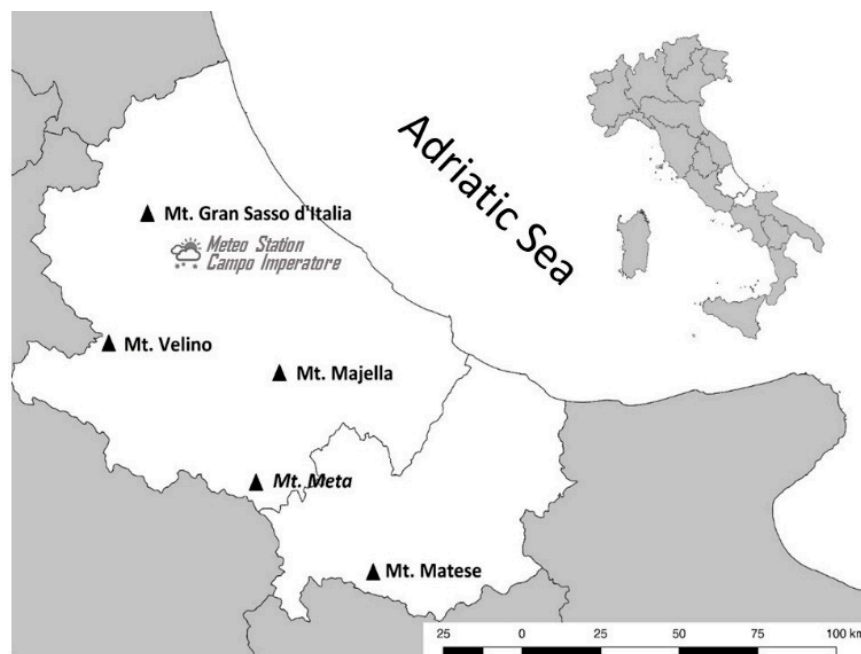 Adriatic Sea
Mt. Gran Sasso d'Italia
Meteo Station
Campo Imperatore
Mt. Velino
Mt. Majella
Mt. Meta
Mt. Matese
25 0 25 50 75 100 km